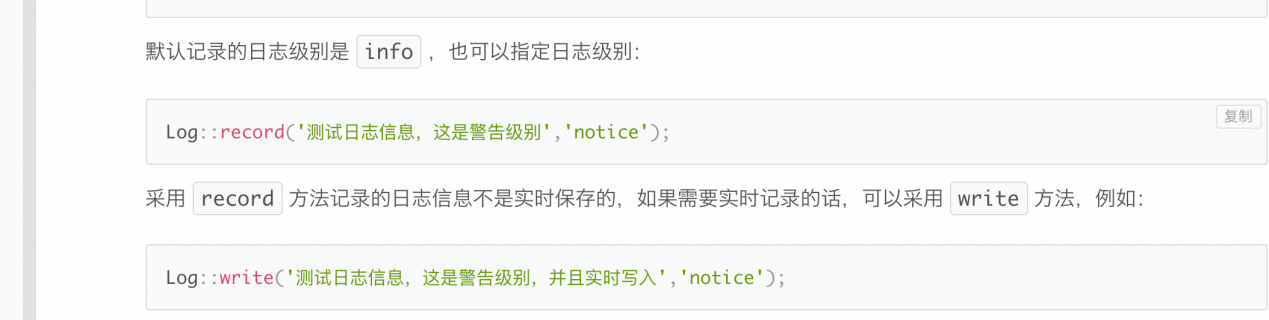 默认记录的日志级别是 info ，也可以指定日志级别：
复制
Log::record('测试日志信息，这是警告级别','notice');
采用 record 方法记录的日志信息不是实时保存的，如果需要实时记录的话，可以采用 write 方法，例如：
Log::write('测试日志信息，这是警告级别，并且实时写入','notice');